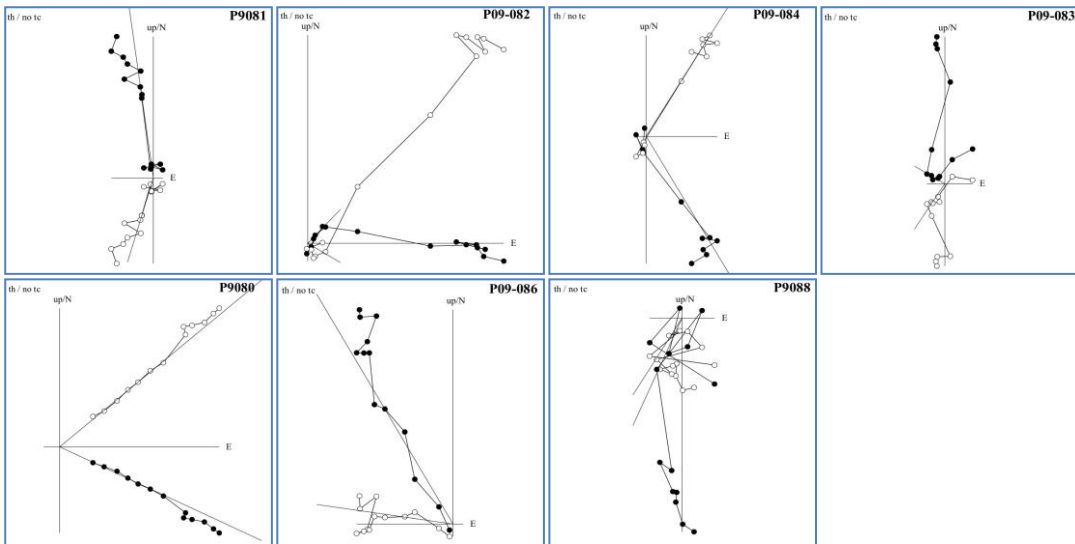 th / no tc
P9081
up/N
E
th / no tc
P09-082
up/N
E
th / no tc
P09-084
up/N
E
th / no tc
P09-083
up/N
E
th / no tc
P9080
up/N
E
th / no tc
P09-086
up/N
E
th / no tc
P9088
up/N
E